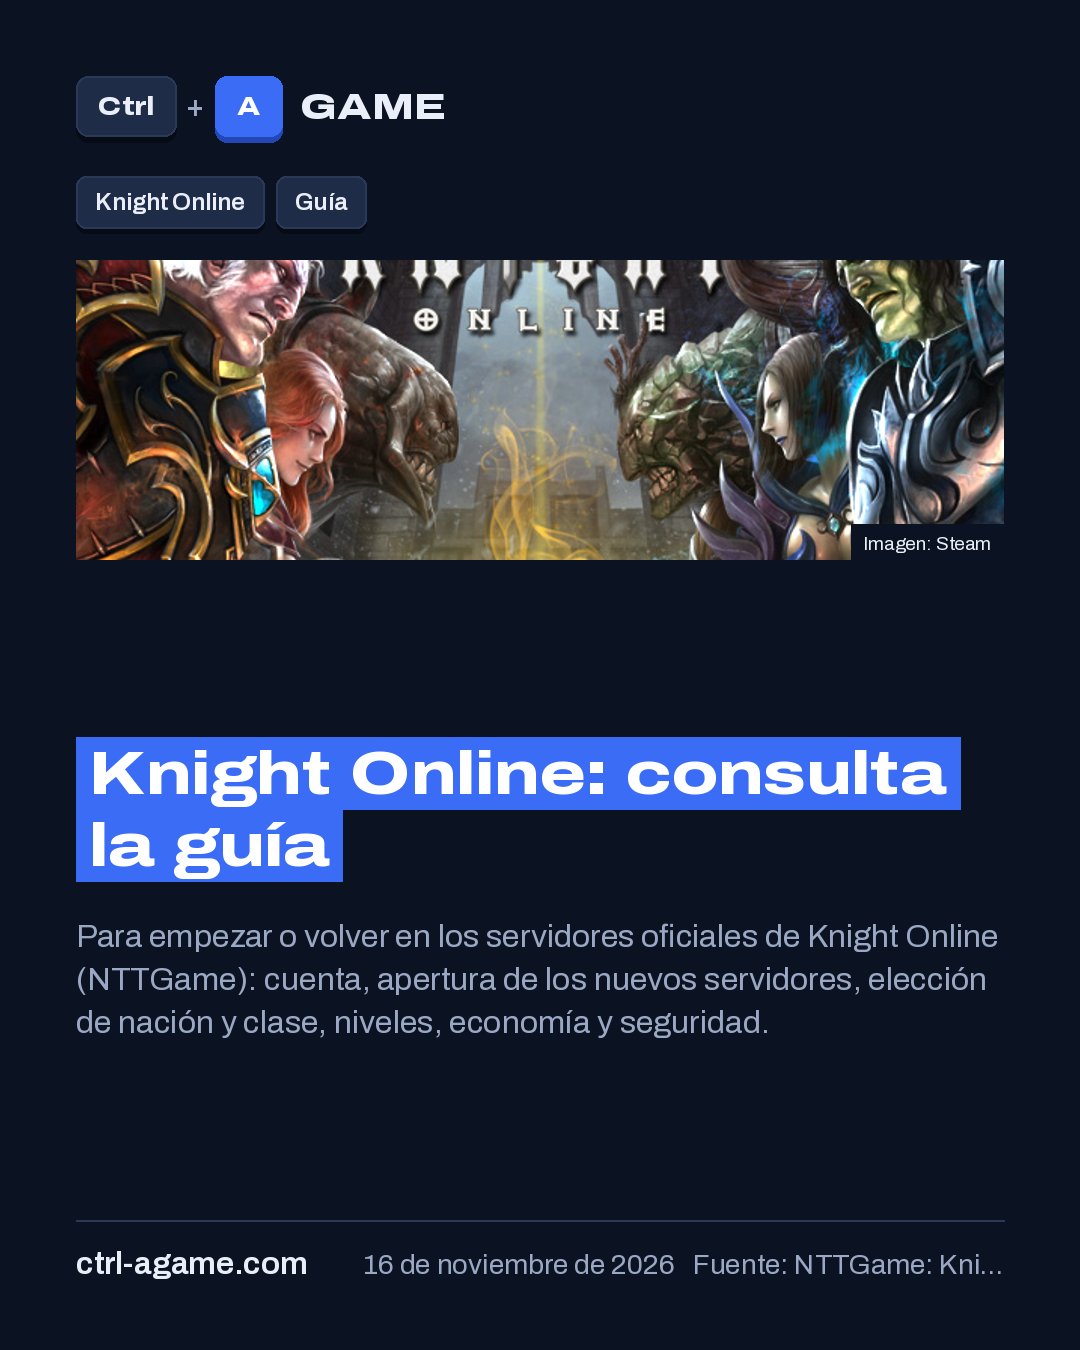 Ctrl + A GAME
Knight Online Guía
ONLINE
Imagen: Steam
Knight Online: consulta
la guía
Para empezar o volver en los servidores oficiales de Knight Online
(NTTGame): cuenta, apertura de los nuevos servidores, elección
de nación y clase, niveles, economía y seguridad.
ctrl-agame.com 16 de noviembre de 2026 Fuente: NTTGame: Kni...